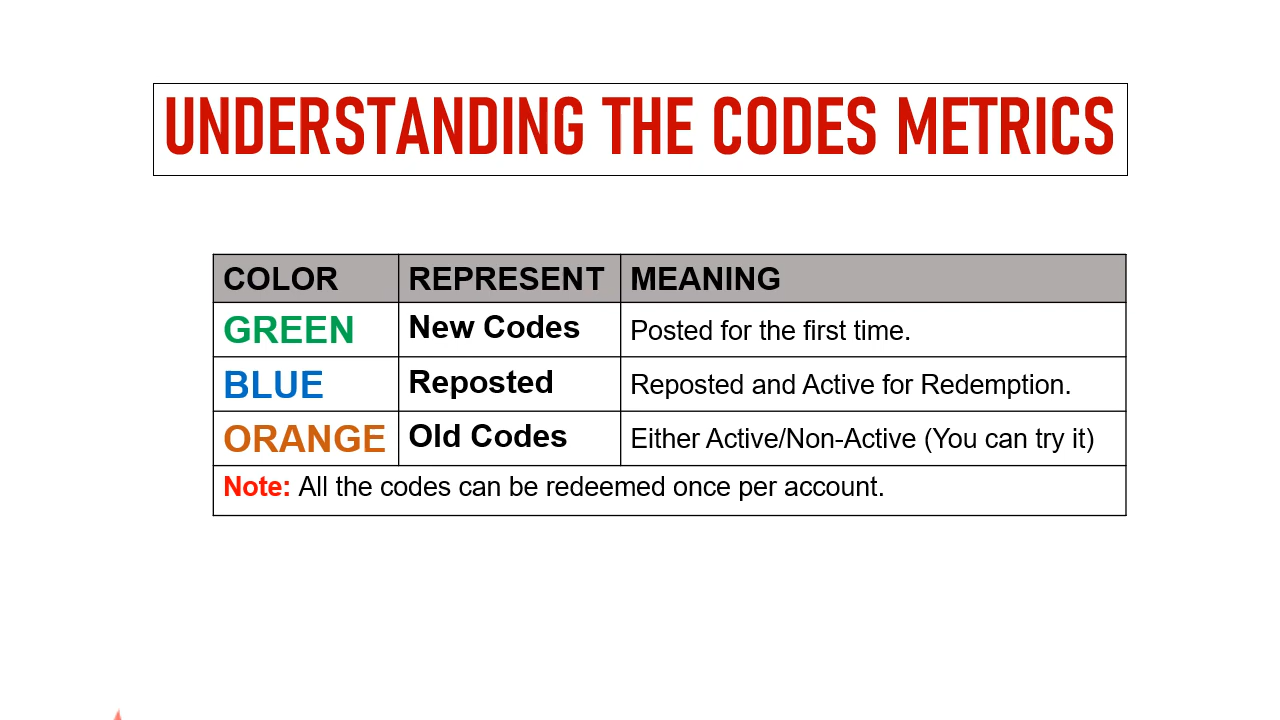 UNDERSTANDING THE CODES METRICS
COLOR REPRESENT MEANING
GREEN New Codes Posted for the first time.
BLUE Reposted Reposted and Active for Redemption.
ORANGE Old Codes Either Active/Non-Active (You can try it)
Note: All the codes can be redeemed once per account.